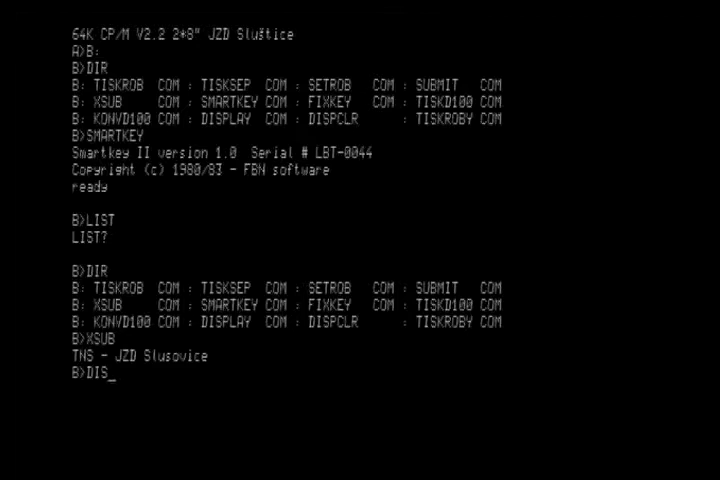 64K CP/M V2.2 2*8" JZD Sluštice
A>B:
B>DIR
B: TISKROB  COM : TISKSEP  COM : SETROB   COM : SUBMIT   COM
B: XSUB     COM : SMARTKEY COM : FIXKEY   COM : TISKD100 COM
B: KONVD100 COM : DISPLAY  COM : DISPCLR      : TISKROBY COM
B>SMARTKEY
Smartkey II version 1.0  Serial # LBT-0044
Copyright (c) 1980/83 - FBN software
ready
B>LIST
LIST?
B>DIR
B: TISKROB  COM : TISKSEP  COM : SETROB   COM : SUBMIT   COM
B: XSUB     COM : SMARTKEY COM : FIXKEY   COM : TISKD100 COM
B: KONVD100 COM : DISPLAY  COM : DISPCLR      : TISKROBY COM
B>XSUB
TNS - JZD Slusovice
B>DIS_